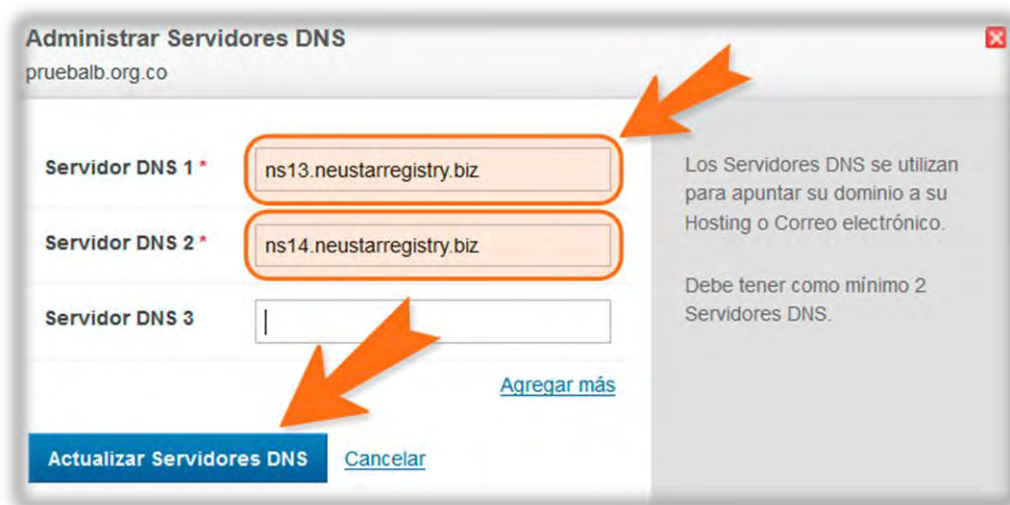 Administrar Servidores DNS
pruebalb.org.co
Servidor DNS 1 *
ns13.neustarregistry.biz
Servidor DNS 2 *
ns14.neustarregistry.biz
Servidor DNS 3
Agregar más
Actualizar Servidores DNS
Cancelar
Los Servidores DNS se utilizan
para apuntar su dominio a su
Hosting o Correo electrónico.
Debe tener como mínimo 2
Servidores DNS.